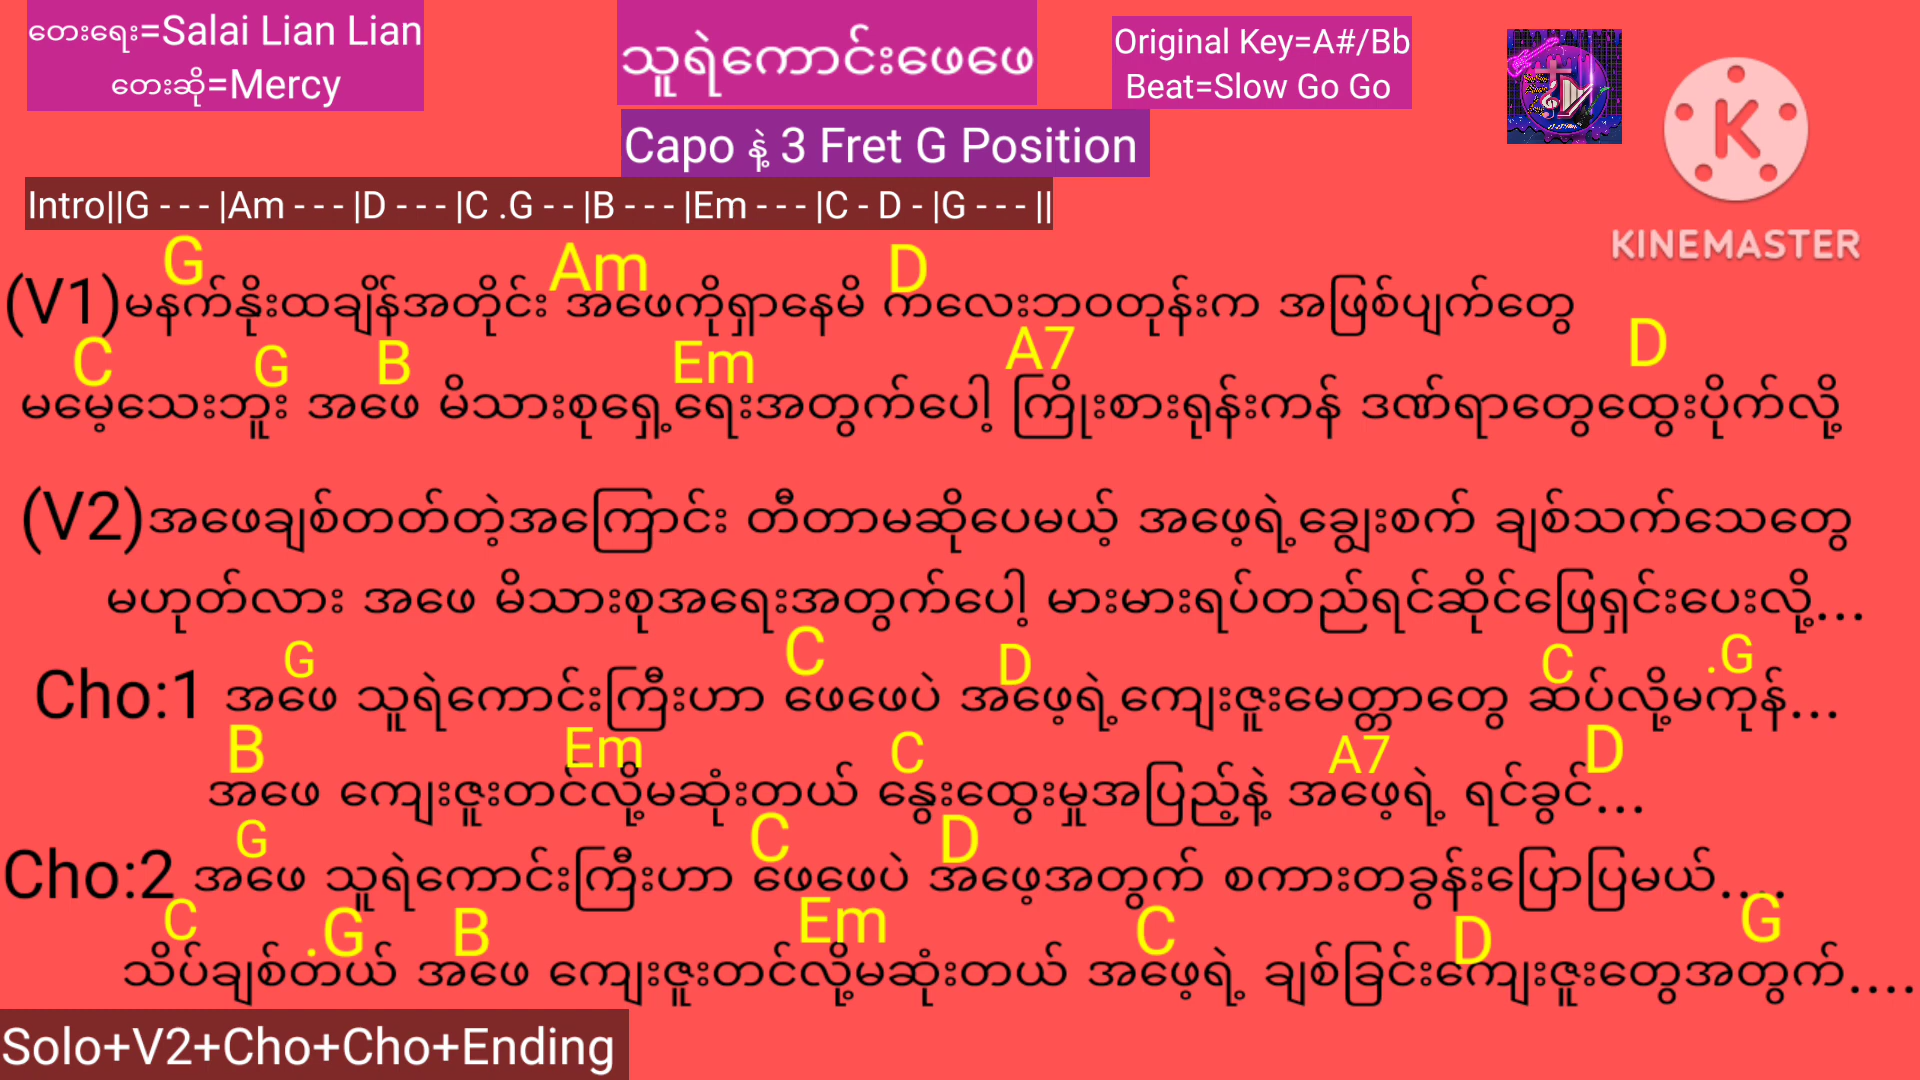 တေးရေး=Salai Lian Lian
တေးဆို=Mercy
သူရဲကောင်းဖေဖေ
Original Key=A#/Bb
Beat=Slow Go Go
Capo နဲ့ 3 Fret G Position
KINEMASTER
Intro||G - - - |Am - - - |D - - - |C .G - - |B - - - |Em - - - |C - D - |G - - - ||
G Am D
(V1)မနက်နိုးထချိန်အတိုင်း အဖေကိုရှာနေမိ ကလေးဘဝတုန်းက အဖြစ်ပျက်တွေ
C G B Em A7 D
မမေ့သေးဘူး အဖေ မိသားစုရှေ့ရေးအတွက်ပေါ့ ကြိုးစားရုန်းကန် ဒဏ်ရာတွေထွေးပိုက်လို့
(V2)အဖေချစ်တတ်တဲ့အကြောင်း တီတာမဆိုပေမယ့် အဖေ့ရဲ့ချွေးစက် ချစ်သက်သေတွေ
မဟုတ်လား အဖေ မိသားစုအရေးအတွက်ပေါ့ မားမားရပ်တည်ရင်ဆိုင်ဖြေရှင်းပေးလို့...
G C D C .G
Cho:1 အဖေ သူရဲကောင်းကြီးဟာ ဖေဖေပဲ အဖေ့ရဲ့ကျေးဇူးမေတ္တာတွေ ဆပ်လို့မကုန်...
B Em C A7 D
အဖေ ကျေးဇူးတင်လို့မဆုံးတယ် နွေးထွေးမှုအပြည့်နဲ့ အဖေ့ရဲ့ ရင်ခွင်...
G C D
Cho:2 အဖေ သူရဲကောင်းကြီးဟာ ဖေဖေပဲ အဖေ့အတွက် စကားတခွန်းပြောပြမယ်....
C .G B Em C D G
သိပ်ချစ်တယ် အဖေ ကျေးဇူးတင်လို့မဆုံးတယ် အဖေ့ရဲ့ ချစ်ခြင်းကျေးဇူးတွေအတွက်....
Solo+V2+Cho+Cho+Ending